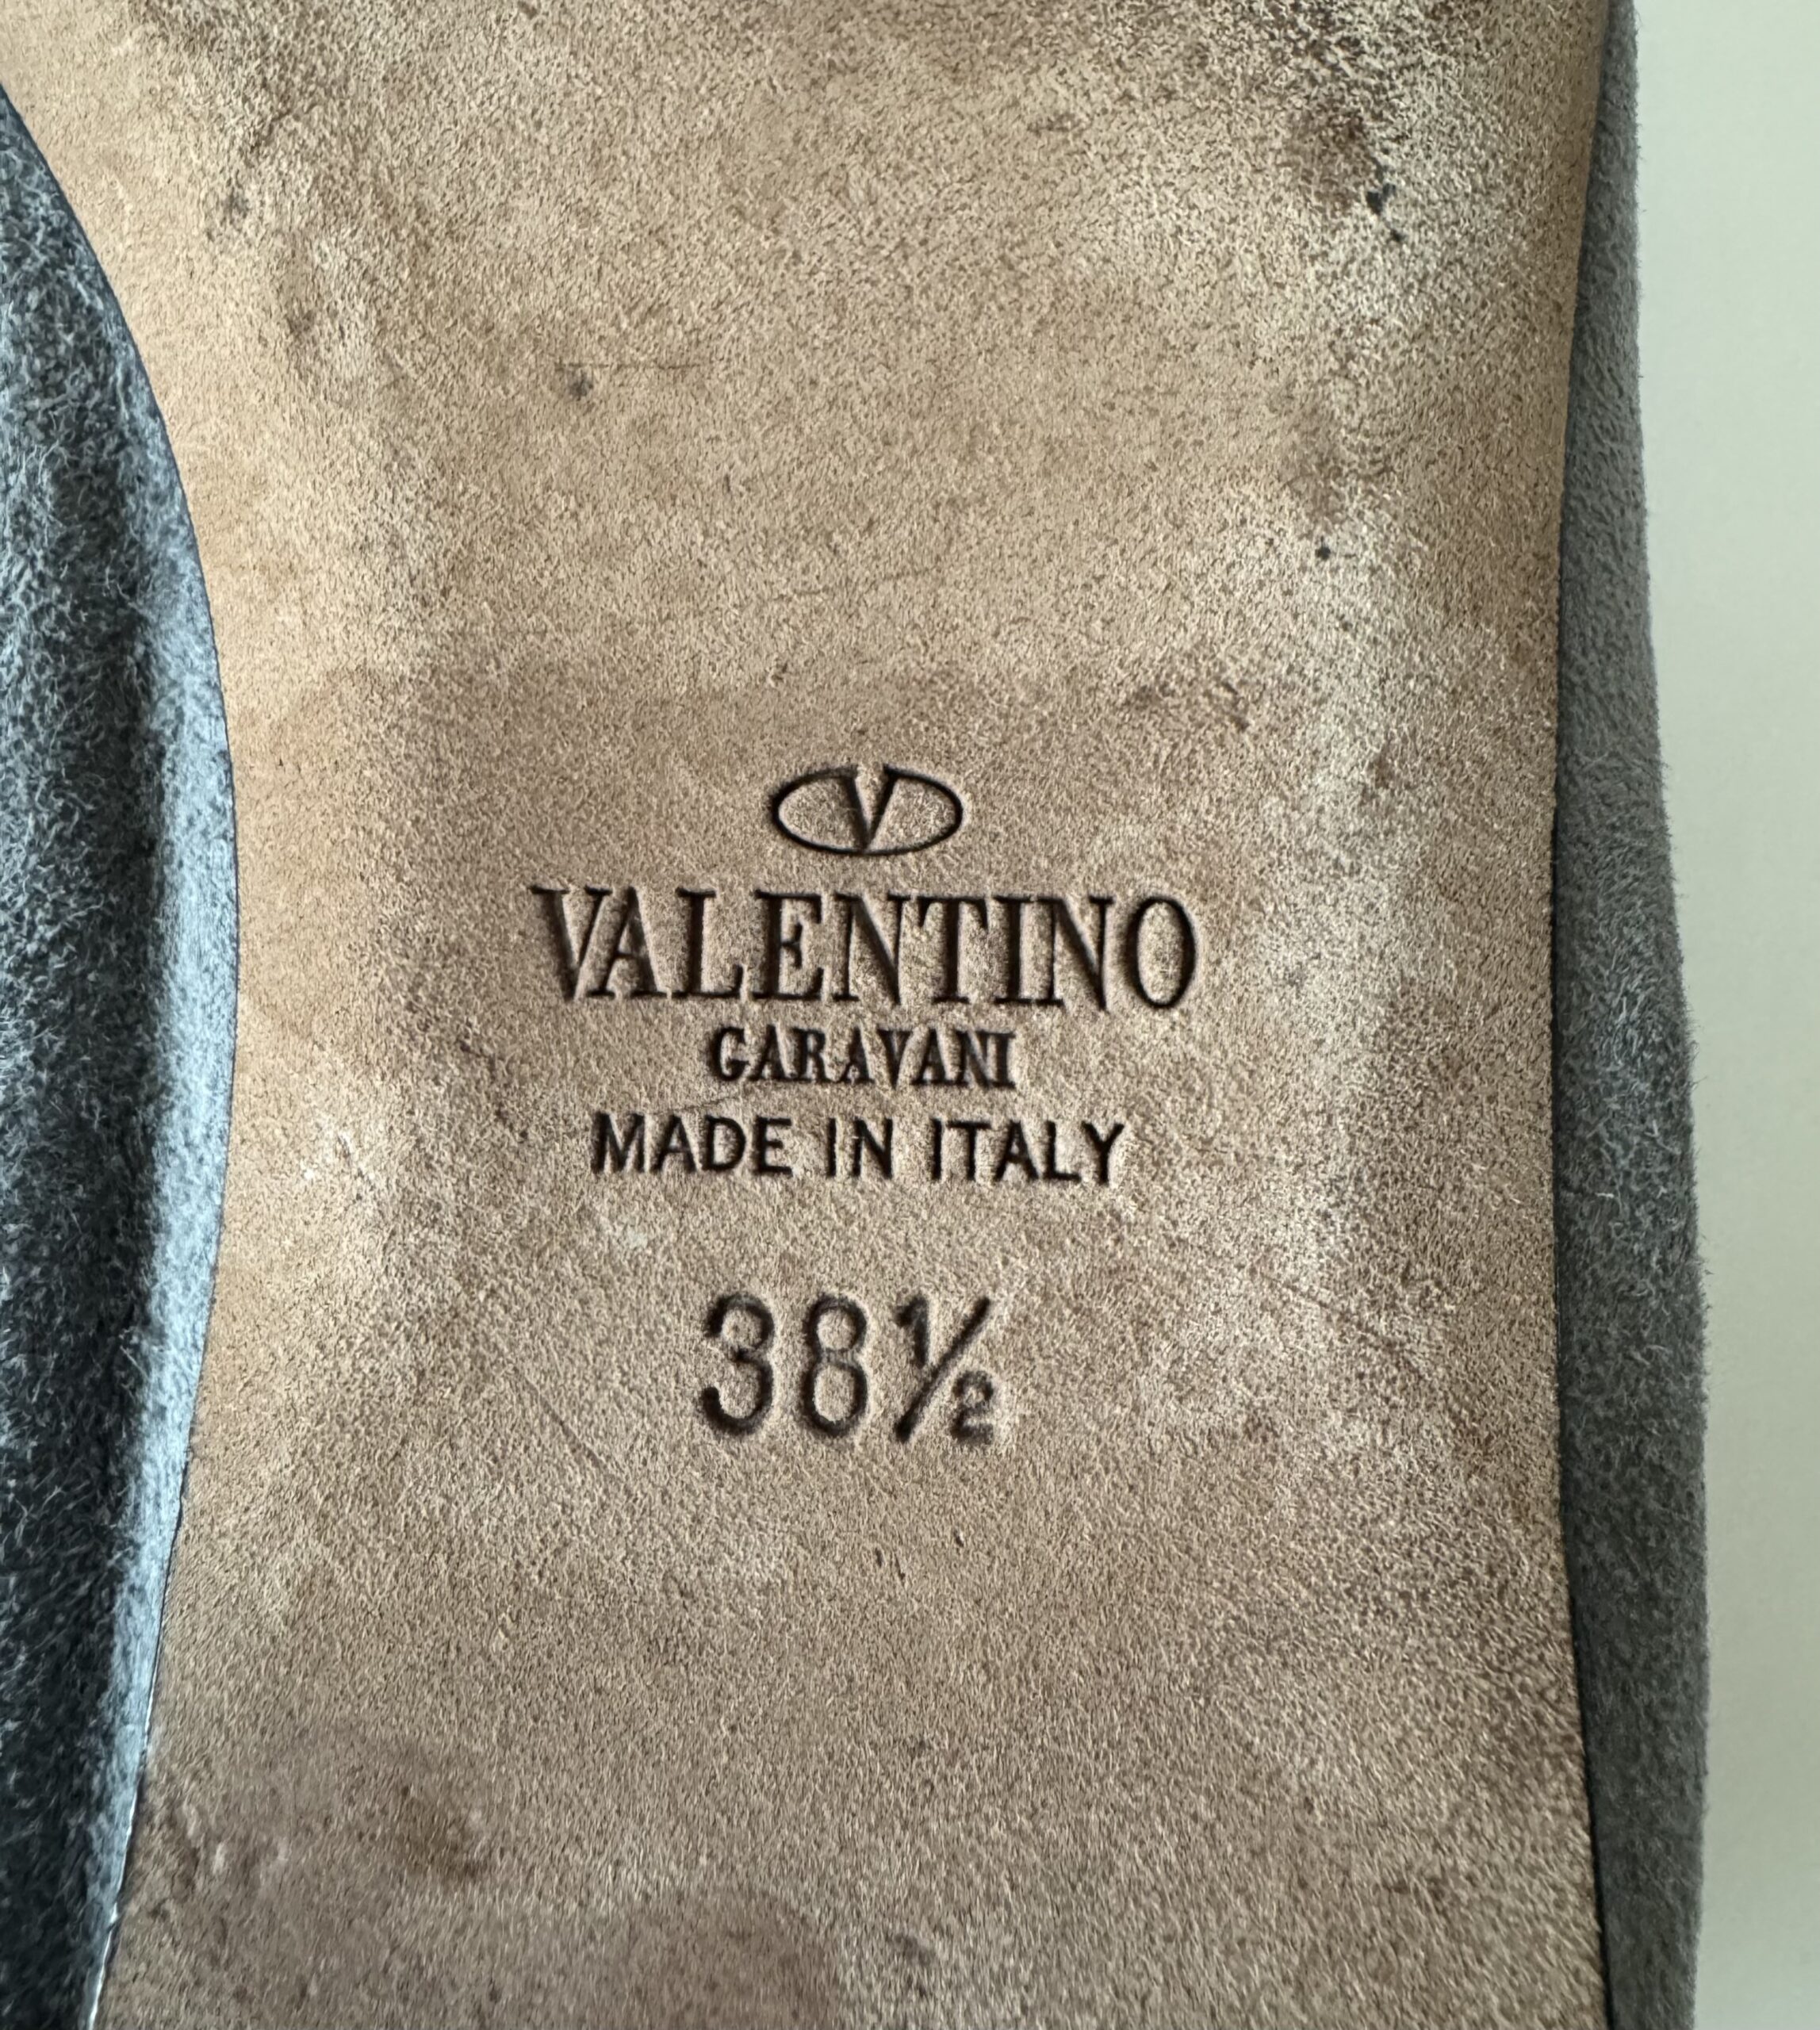 V
VALENTINO
GARAVANI
MADE IN ITALY
38½